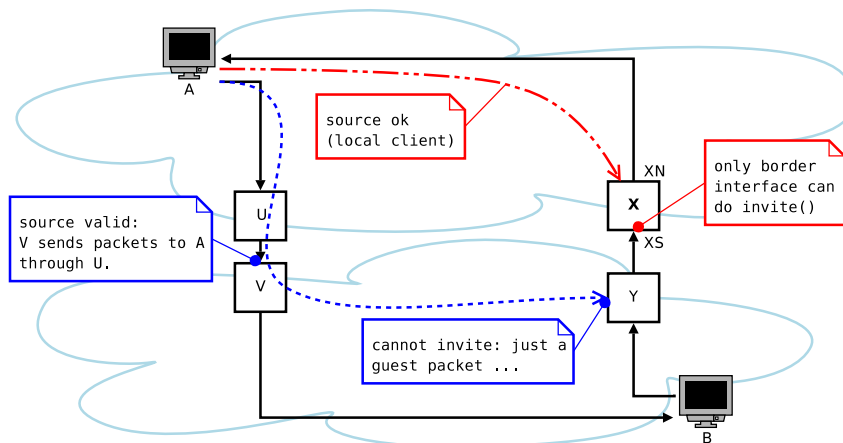 A
source ok
(local client)
XN
only border
interface can
do invite()
X
XS
U
source valid:
V sends packets to A
through U.
V
Y
cannot invite: just a
guest packet ...
B